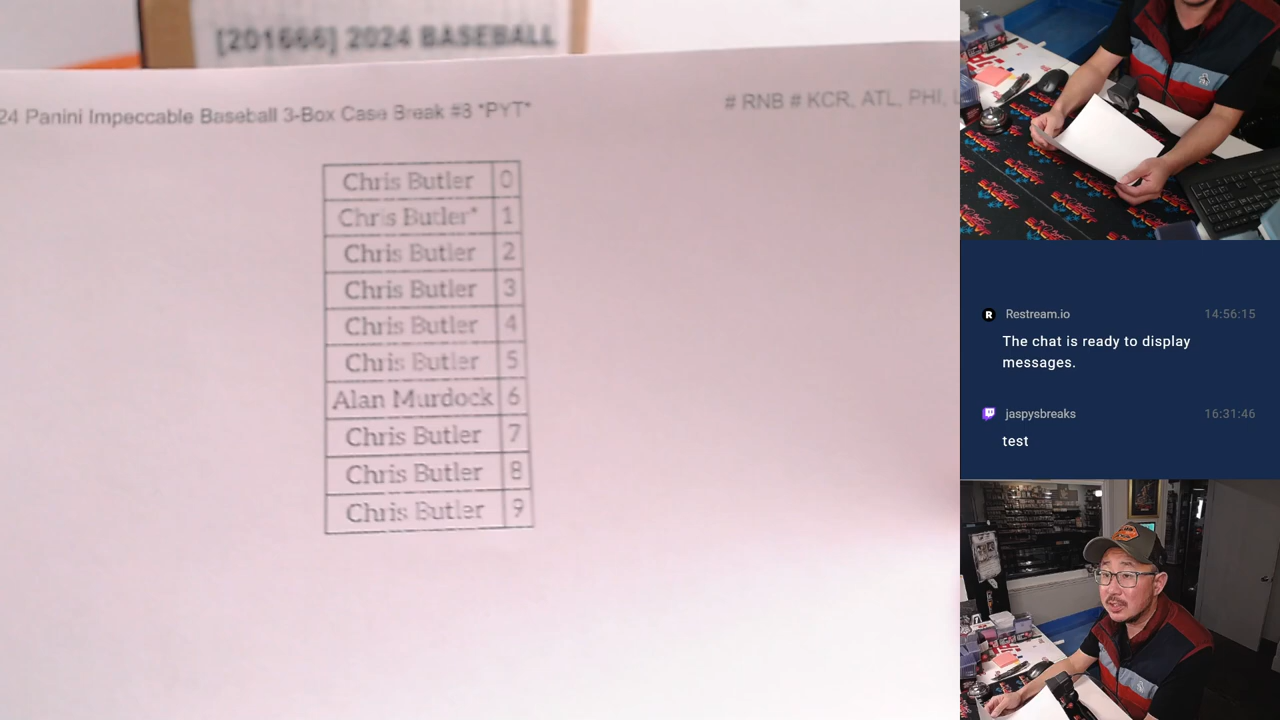 [201666] 2024 BASEBALL
24 Panini Impeccable Baseball 3-Box Case Break #3 *PYT*
# RNB # KCR, ATL, PHI,
Chris Butler 0
Chris Butler* 1
Chris Butler 2
Chris Butler 3
Chris Butler 4
Chris Butler 5
Alan Murdock 6
Chris Butler 7
Chris Butler 8
Chris Butler 9
Restream.io 14:56:15
The chat is ready to display
messages.
jaspysbreaks 16:31:46
test